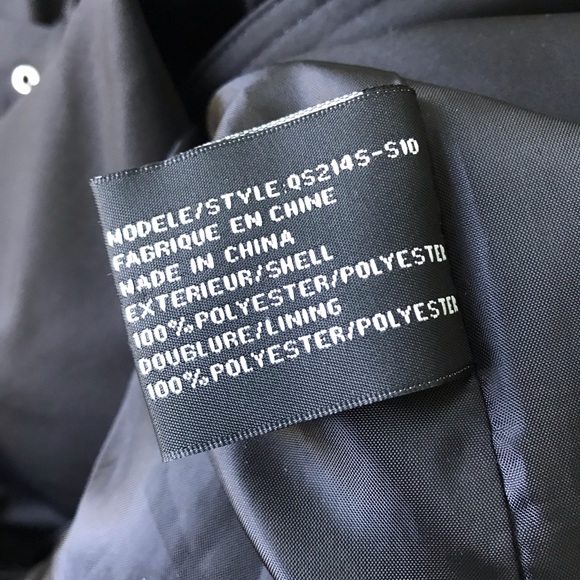 MODELE/STYLE:QS214S-S10
FABRIQUE EN CHINE
MADE IN CHINA
EXTERIEUR/SHELL
100%POLYESTER/POLYESTER
DOUBLURE/LINING
100%POLYESTER/POLYESTER